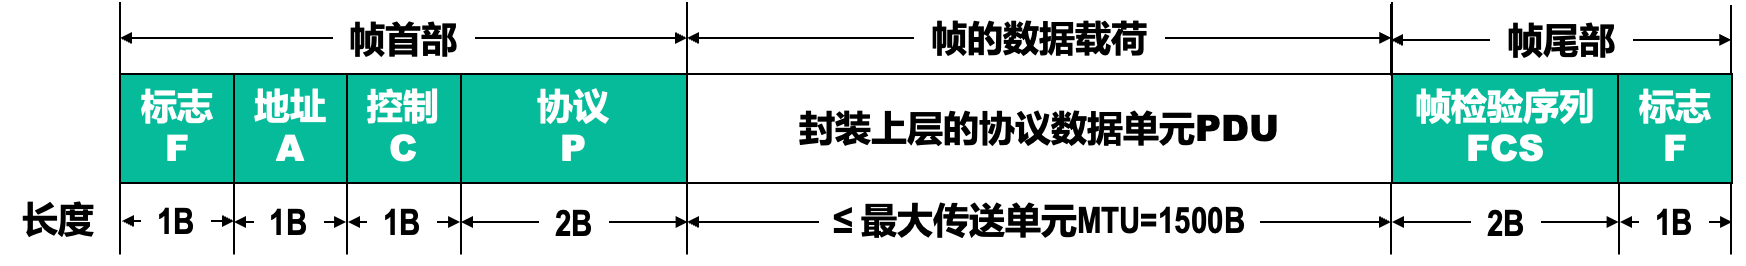 帧首部 帧的数据载荷 帧尾部
标志 地址 控制 协议 封装上层的协议数据单元PDU 帧检验序列 标志
F A C P FCS F
长度 1B 1B 1B 2B ≤ 最大传送单元MTU=1500B 2B 1B